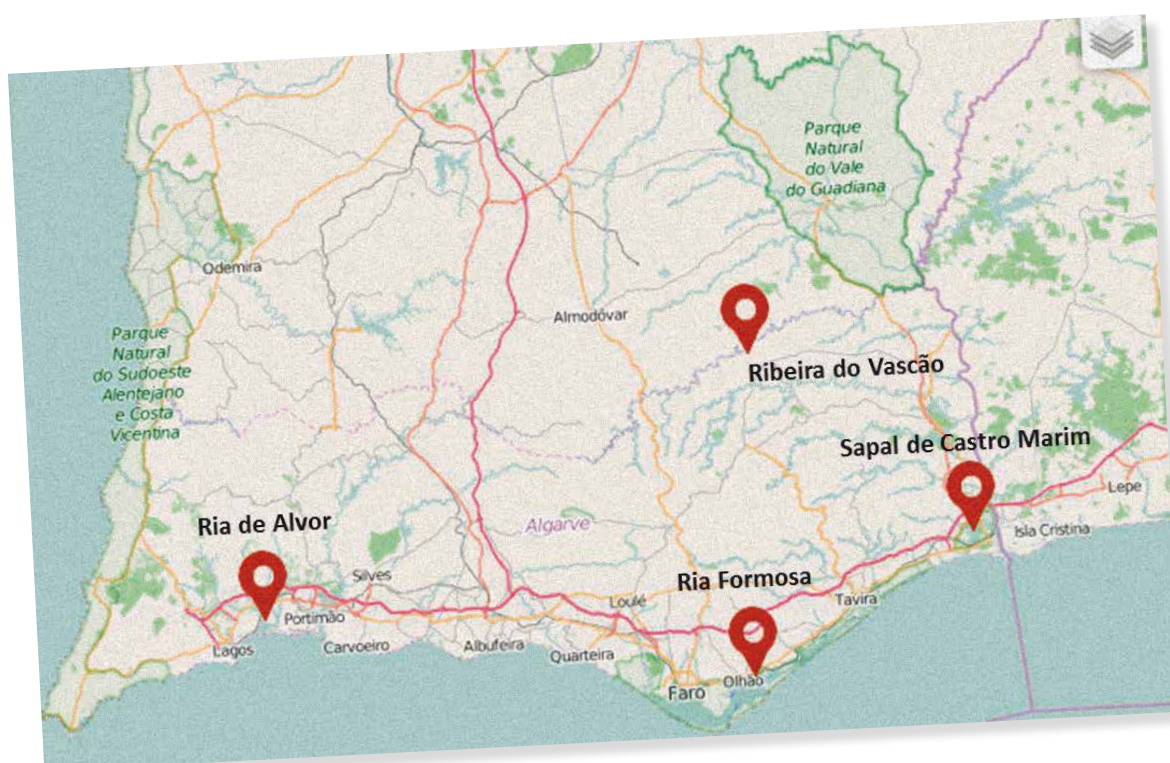 Parque
Natural
do Vale
do Guadiana
Odemira
Almodóvar
Parque
Natural
do Sudoeste
Alentejano
e Costa
Vicentina
Ribeira do Vascão
Sapal de Castro Marim
Lepe
Ria de Alvor
Algarve
Isla Cristina
Silves
Ria Formosa
Loulé
Tavira
Portimão
Lagos
Carvoeiro
Albufeira
Quarteira
Olhão
Faro